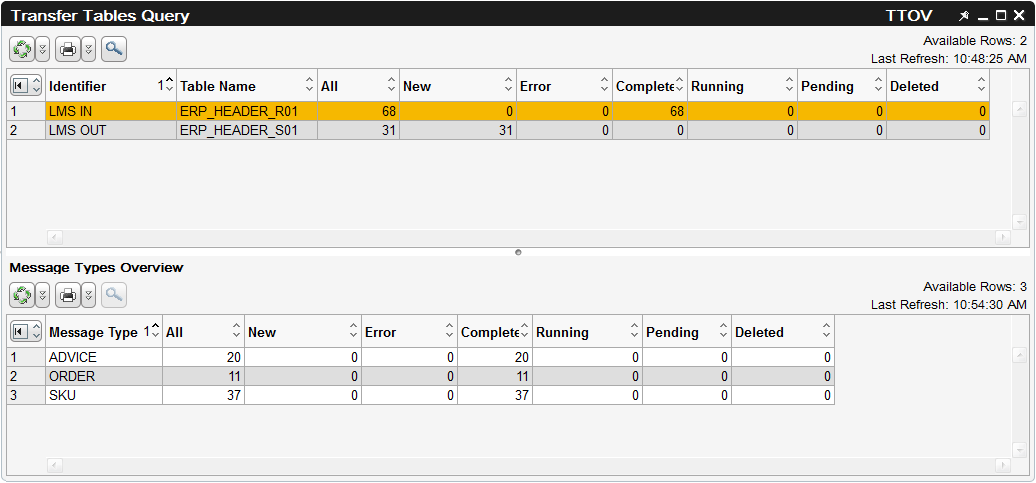 Transfer Tables Query TTOV
Available Rows: 2
Last Refresh: 10:48:25 AM
Identifier 1 Table Name All New Error Complete Running Pending Deleted
1 LMS IN ERP_HEADER_R01 68 0 0 68 0 0 0
2 LMS OUT ERP_HEADER_S01 31 31 0 0 0 0 0
Message Types Overview
Available Rows: 3
Last Refresh: 10:54:30 AM
Message Type 1 All New Error Complete Running Pending Deleted
1 ADVICE 20 0 0 20 0 0 0
2 ORDER 11 0 0 11 0 0 0
3 SKU 37 0 0 37 0 0 0